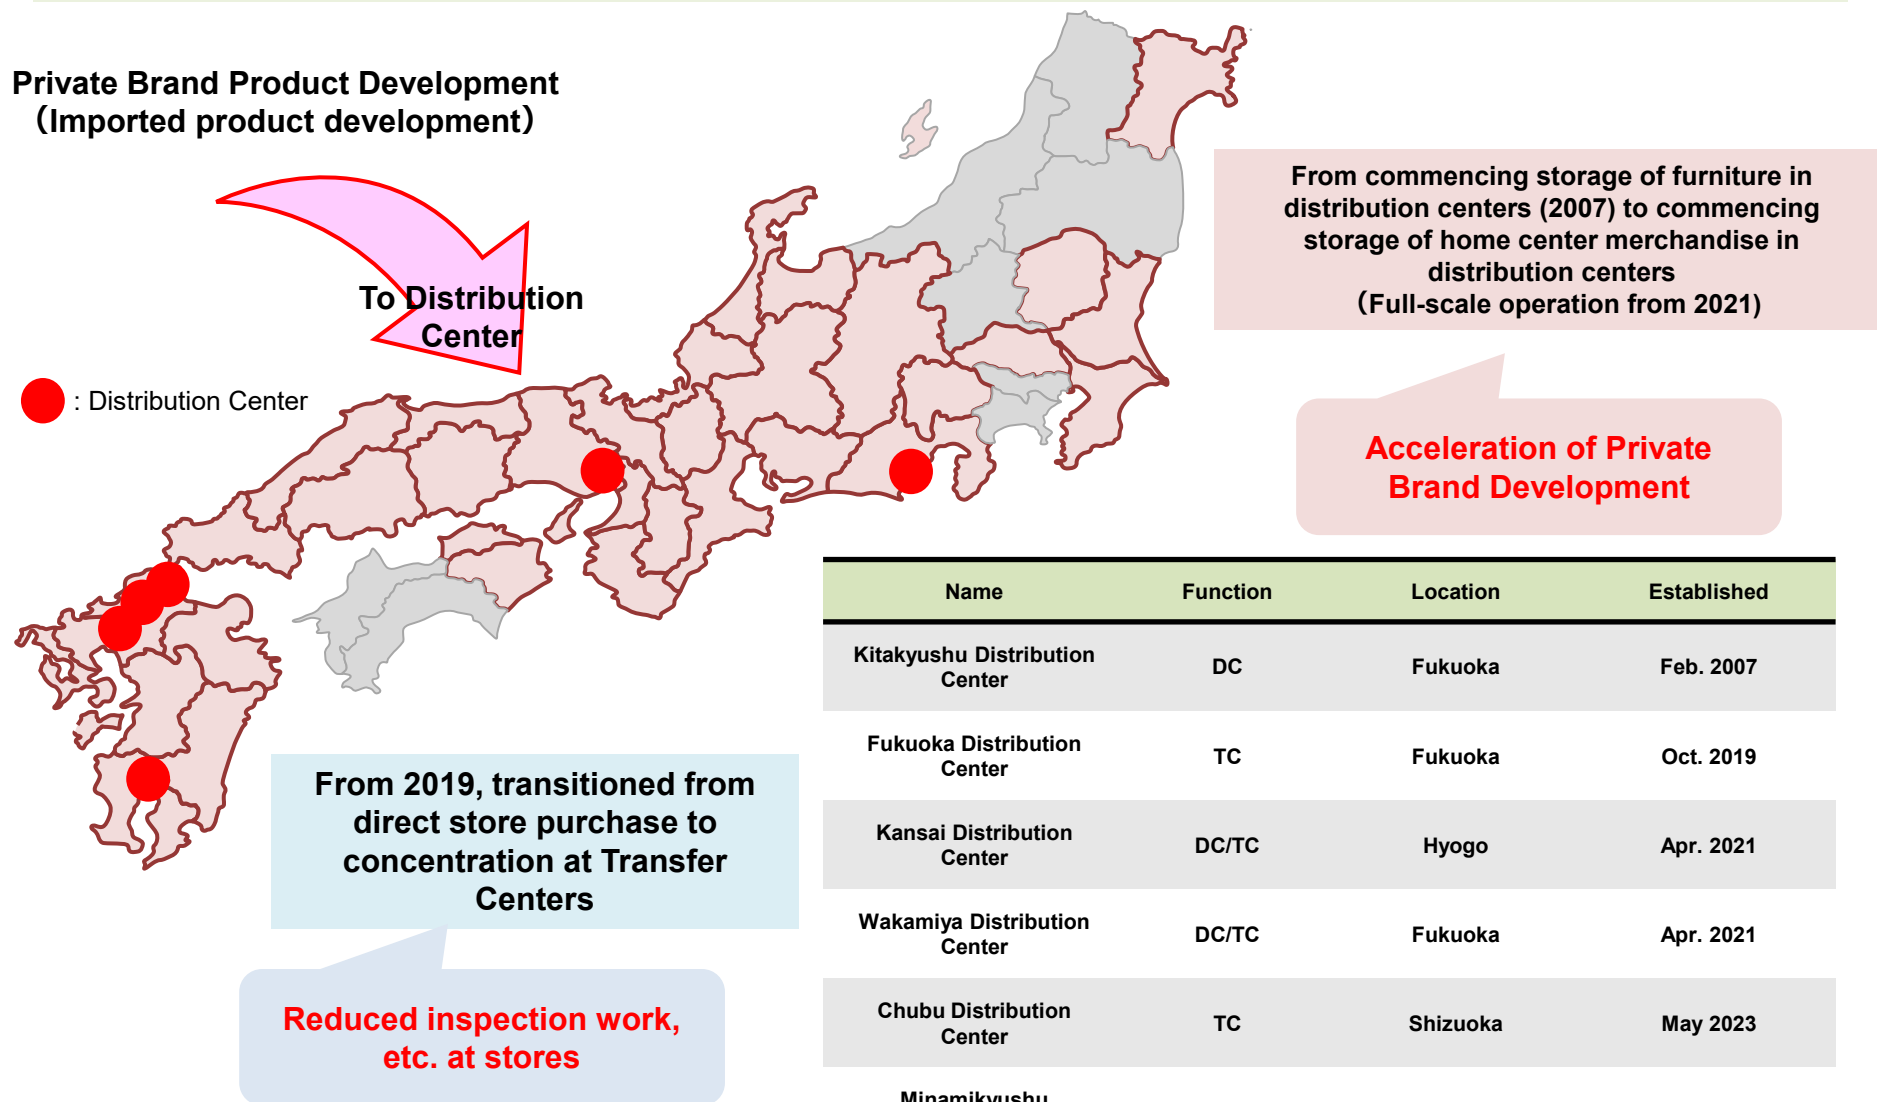 Private Brand Product Development
（Imported product development）
To Distribution
Center
: Distribution Center
From commencing storage of furniture in
distribution centers (2007) to commencing
storage of home center merchandise in
distribution centers
（Full-scale operation from 2021)
Acceleration of Private
Brand Development
From 2019, transitioned from
direct store purchase to
concentration at Transfer
Centers
Reduced inspection work,
etc. at stores
Name Function Location Established
Kitakyushu Distribution
Center DC Fukuoka Feb. 2007
Fukuoka Distribution
Center TC Fukuoka Oct. 2019
Kansai Distribution
Center DC/TC Hyogo Apr. 2021
Wakamiya Distribution
Center DC/TC Fukuoka Apr. 2021
Chubu Distribution
Center TC Shizuoka May 2023
Minamikyushu